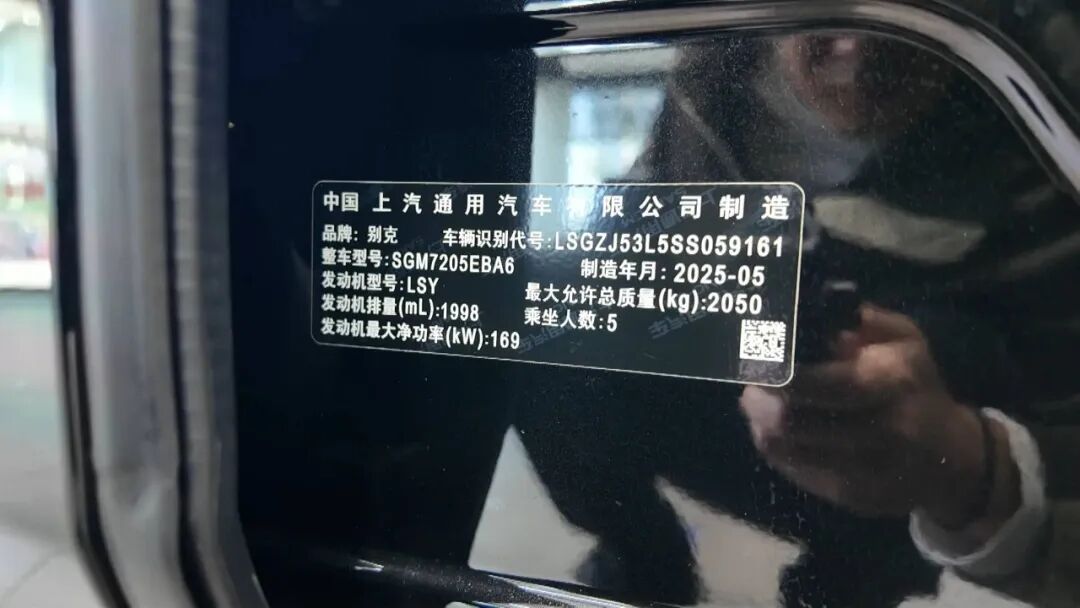 中国上汽通用汽车有限公司制造
品牌: 别克 车辆识别代号:LSGZJ53L5SS059161
整车型号:SGM7205EBA6 制造年月: 2025-05
发动机型号:LSY 最大允许总质量(kg):2050
发动机排量(mL):1998 乘坐人数:5
发动机最大净功率(kW):169